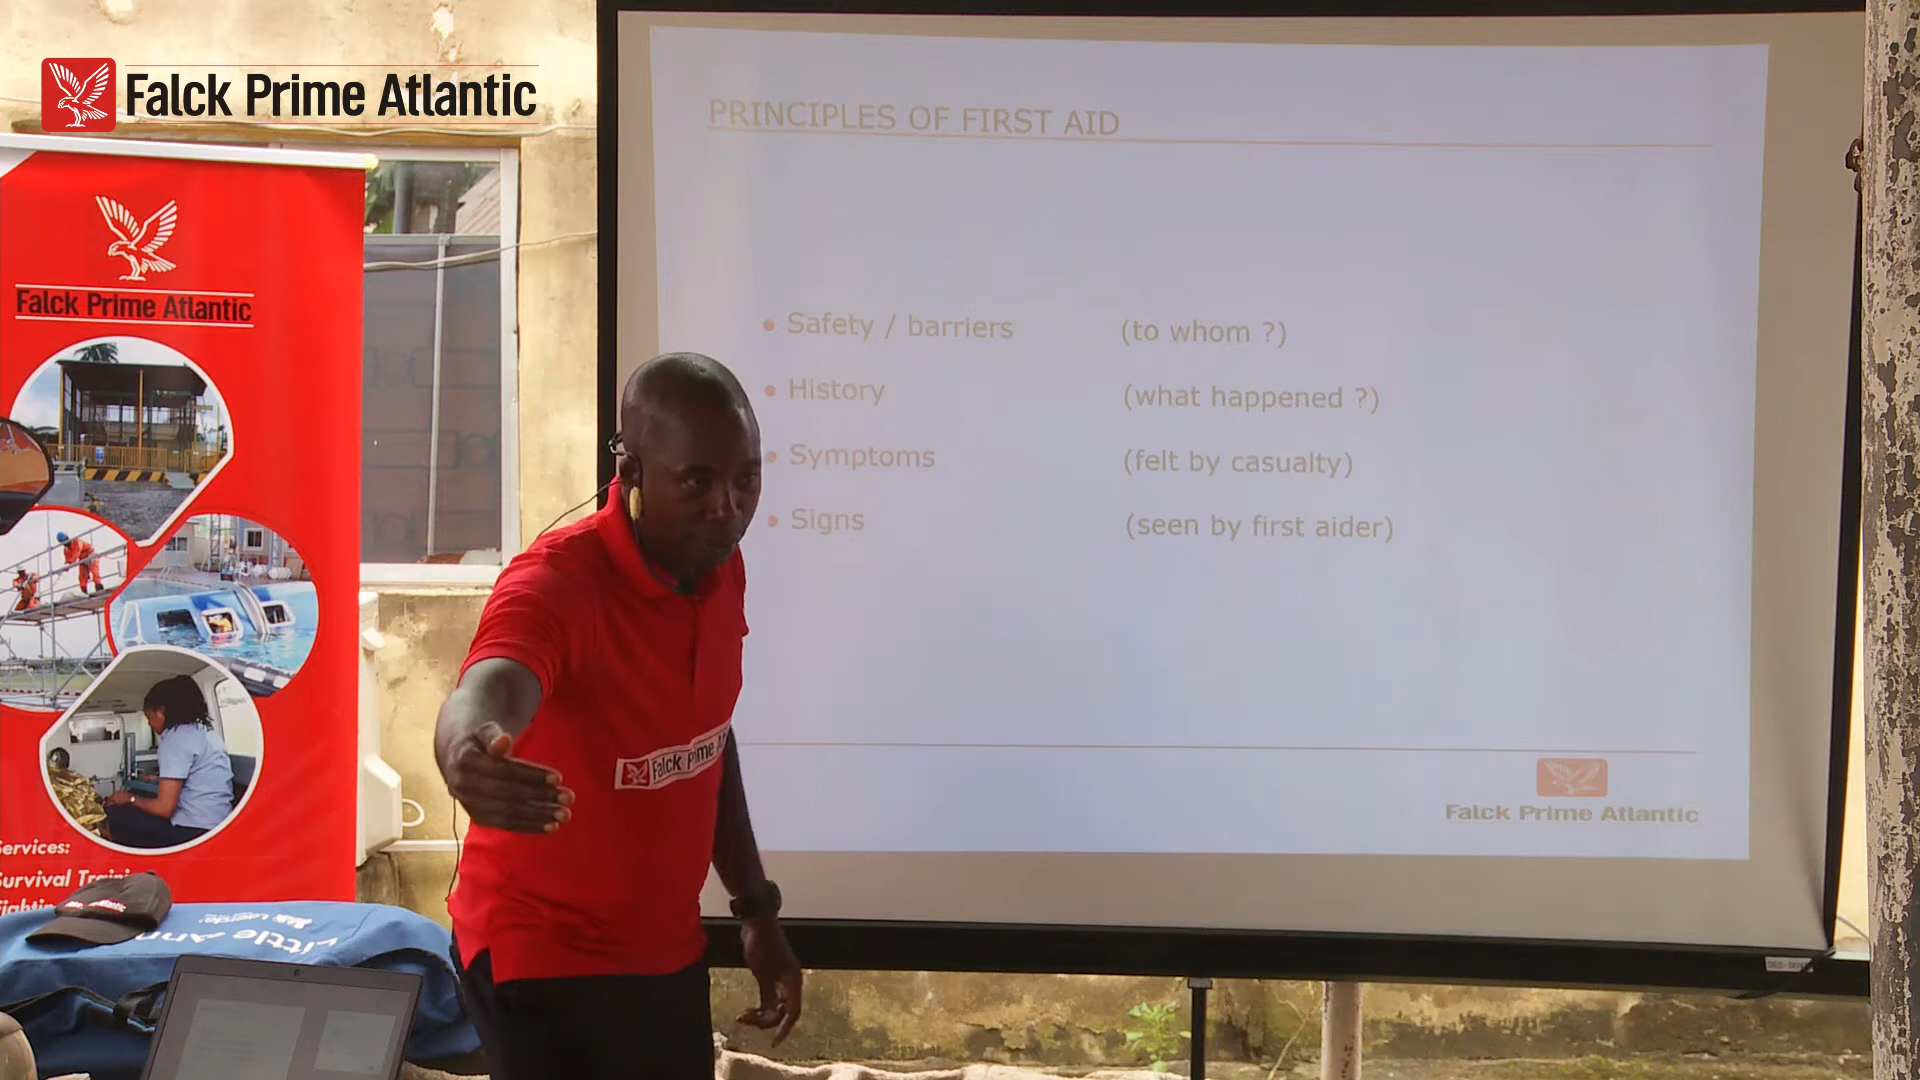 Falck Prime Atlantic
Falck Prime Atlantic
Services:
Survival
PRINCIPLES OF FIRST AID
• Safety / barriers (to whom ?)
• History (what happened ?)
• Symptoms (felt by casualty)
• Signs (seen by first aider)
Falck Prime Atlantic
Falck Prime
Little